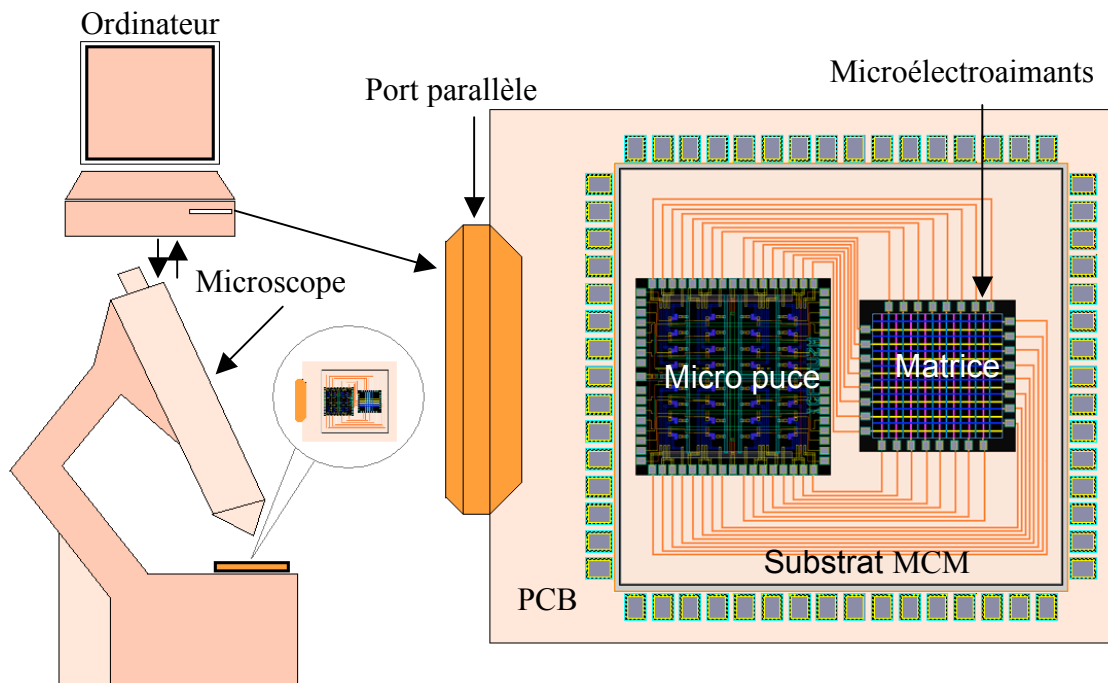 Ordinateur
Port parallèle
Microélectroaimants
Microscope
Micro puce
Matrice
Substrat MCM
PCB